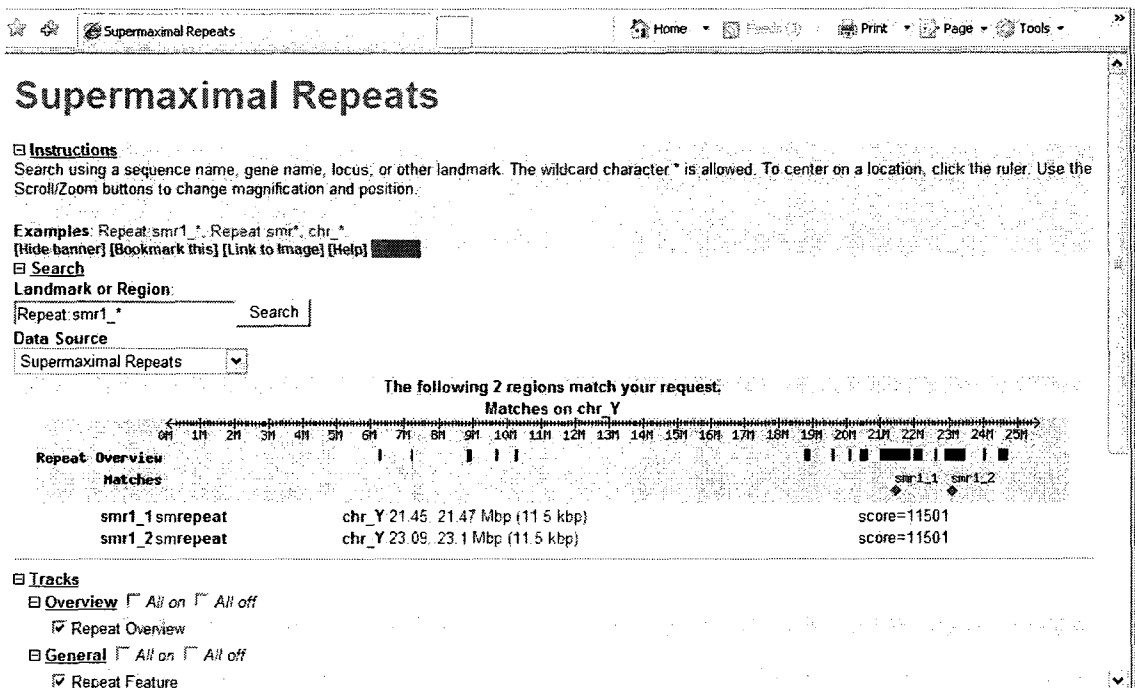 Supermaximal Repeats
Home
Feeds (3)
Print
Page
Tools
»
Supermaximal Repeats
Instructions
Search using a sequence name, gene name, locus, or other landmark. The wildcard character * is allowed. To center on a location, click the ruler. Use the
Scroll/Zoom buttons to change magnification and position.
Examples: Repeat:smr1_*, Repeat:smr*, chr_*.
[Hide banner] [Bookmark this] [Link to Image] [Help]
Search
Landmark or Region:
Repeat:smr1_* Search
Data Source
Supermaximal Repeats
The following 2 regions match your request.
Matches on chr_Y
0M 1M 2M 3M 4M 5M 6M 7M 8M 9M 10M 11M 12M 13M 14M 15M 16M 17M 18M 19M 20M 21M 22M 23M 24M 25M
Repeat Overview
Matches smr1_1 smr1_2
smr1_1 smrepeat chr_Y:21.45..21.47 Mbp (11.5 kbp) score=11501
smr1_2 smrepeat chr_Y:23.09..23.1 Mbp (11.5 kbp) score=11501
Tracks
Overview All on All off
Repeat Overview
General All on All off
Repeat Feature